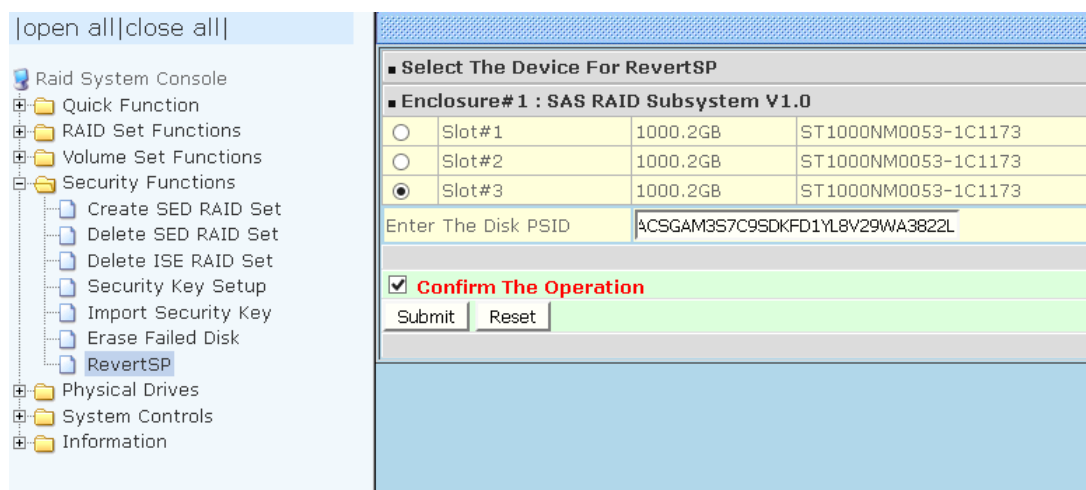 |open all|close all|
Raid System Console
Quick Function
RAID Set Functions
Volume Set Functions
Security Functions
Create SED RAID Set
Delete SED RAID Set
Delete ISE RAID Set
Security Key Setup
Import Security Key
Erase Failed Disk
RevertSP
Physical Drives
System Controls
Information
Select The Device For RevertSP
Enclosure#1 : SAS RAID Subsystem V1.0
Slot#1 1000.2GB ST1000NM0053-1C1173
Slot#2 1000.2GB ST1000NM0053-1C1173
Slot#3 1000.2GB ST1000NM0053-1C1173
Enter The Disk PSID ACSGAM3S7C9SDKFD1YL8V29WA3822L
Confirm The Operation
Submit Reset